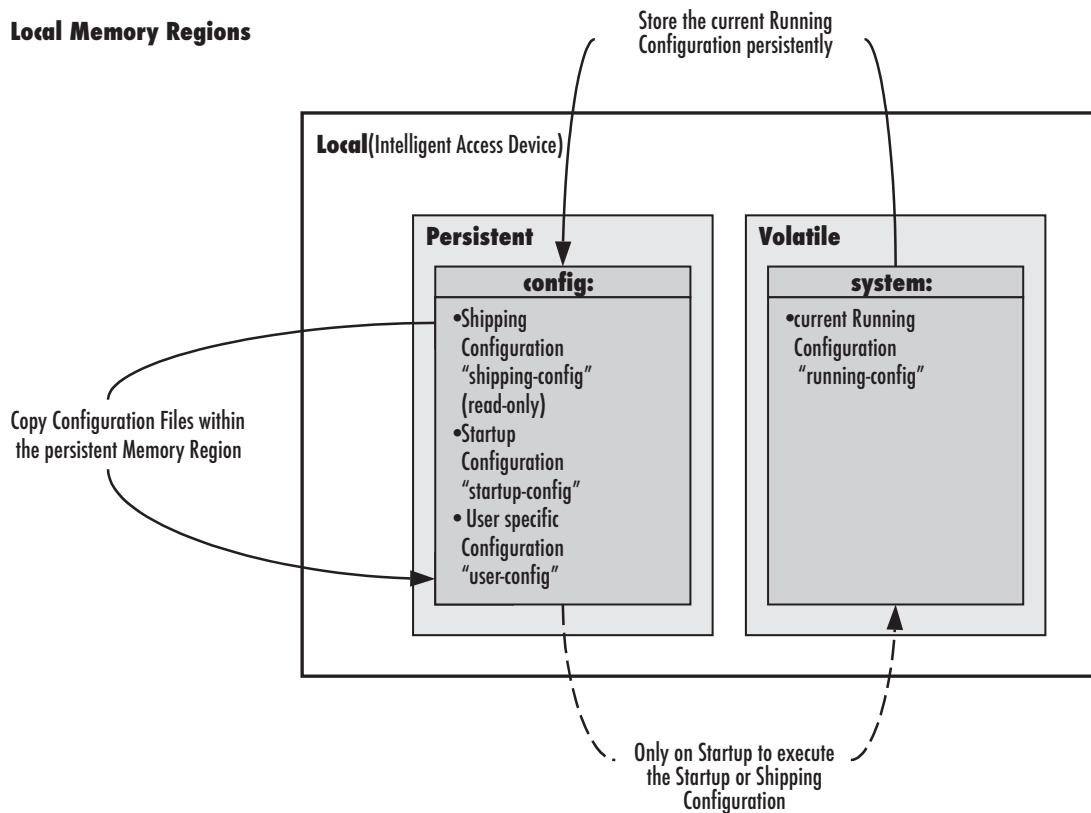 Local Memory Regions
Store the current Running
Configuration persistently
Local(Intelligent Access Device)
Persistent
config:
•Shipping
Configuration
“shipping-config”
(read-only)
•Startup
Configuration
“startup-config”
• User specific
Configuration
“user-config”
Volatile
system:
•current Running
Configuration
“running-config”
Copy Configuration Files within
the persistent Memory Region
Only on Startup to execute
the Startup or Shipping
Configuration